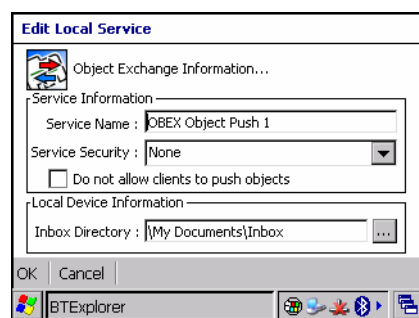 Edit Local Service
Object Exchange Information...
Service Information
Service Name : OBEX Object Push 1
Service Security : None
Do not allow clients to push objects
Local Device Information
Inbox Directory : \My Documents\Inbox ...
OK Cancel
BTExplorer